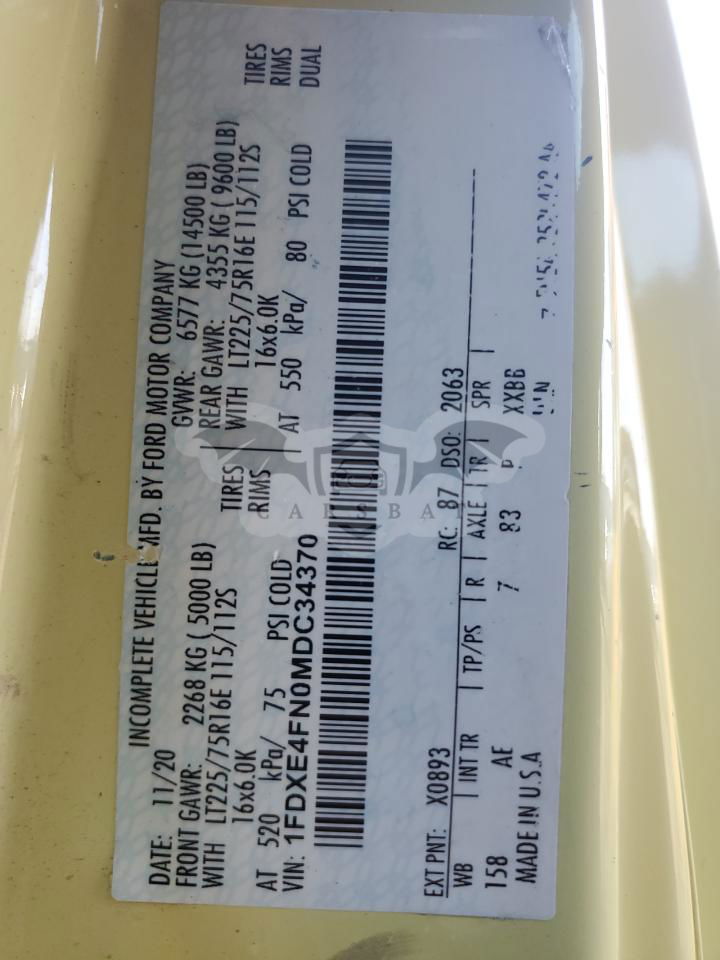 INCOMPLETE VEHICLE MFD. BY FORD MOTOR COMPANY
DATE: 11/20 GVWR: 6577 KG (14500 LB)
FRONT GAWR: 2268 KG ( 5000 LB) REAR GAWR: 4355 KG ( 9600 LB)
WITH LT225/75R16E 115/112S TIRES WITH LT225/75R16E 115/112S TIRES
16x6.0K RIMS 16x6.0K RIMS
AT 520 kPa/ 75 PSI COLD AT 550 kPa/ 80 PSI COLD DUAL
VIN: 1FDXE4FN0MDC34370
CARSBA
EXT PNT: X0893 RC: 87 DSO: 2063
WB INT TR TP/PS R AXLE TR SPR
158 AE 7 83 XXBB
MADE IN U.S.A